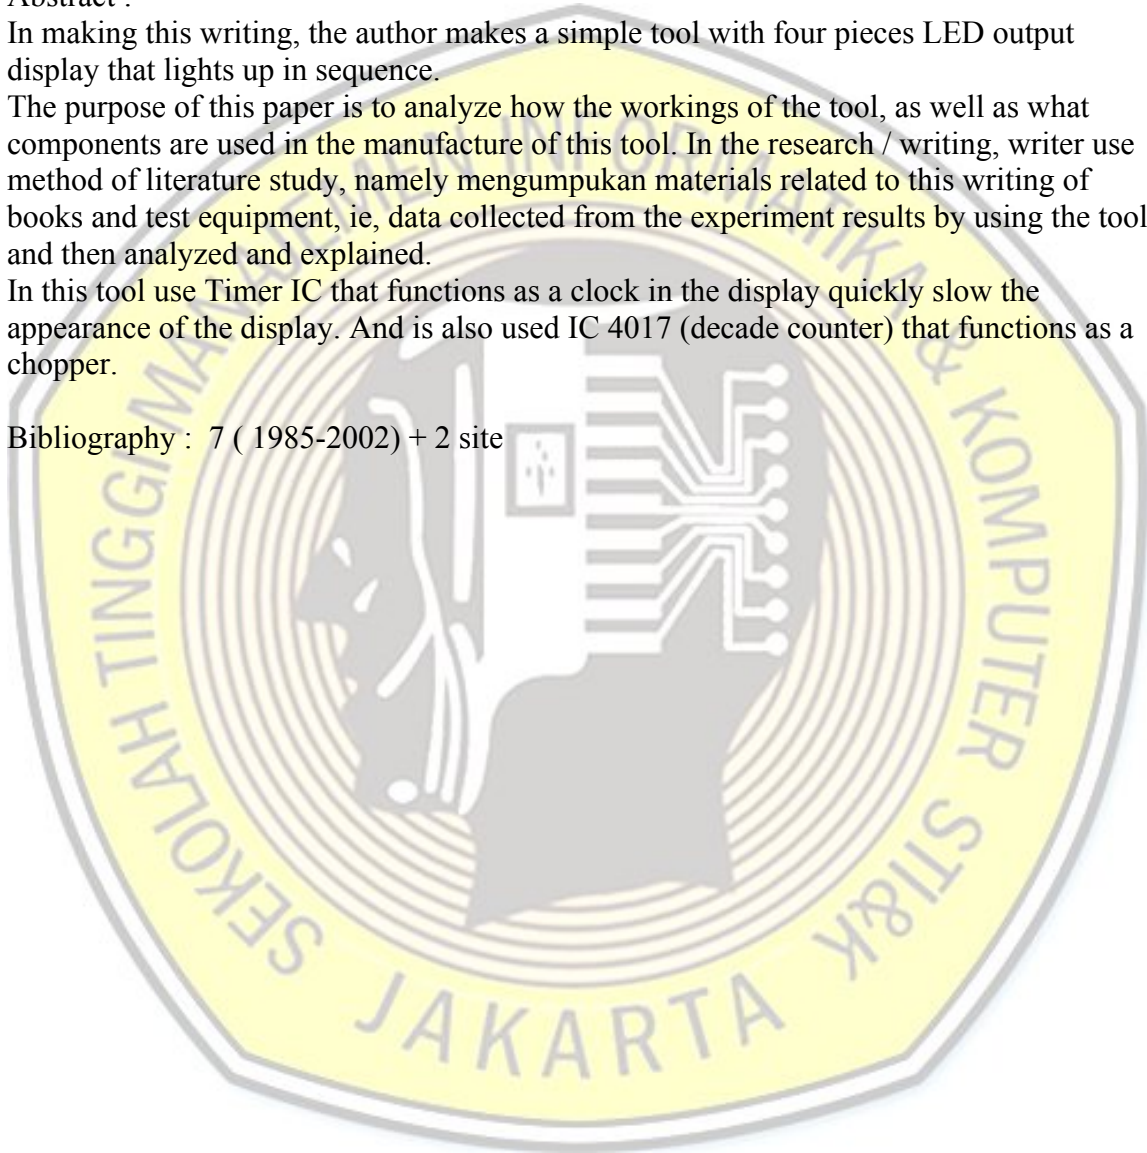 Abstract :
In making this writing, the author makes a simple tool with four pieces LED output
display that lights up in sequence.
The purpose of this paper is to analyze how the workings of the tool, as well as what
components are used in the manufacture of this tool. In the research / writing, writer use
method of literature study, namely mengumpukan materials related to this writing of
books and test equipment, ie, data collected from the experiment results by using the tool
and then analyzed and explained.
In this tool use Timer IC that functions as a clock in the display quickly slow the
appearance of the display. And is also used IC 4017 (decade counter) that functions as a
chopper.
Bibliography :  7 ( 1985-2002) + 2 site
SEKOLAH TINGGI MANAJEMEN INFORMATIKA & KOMPUTER STI&K
JAKARTA